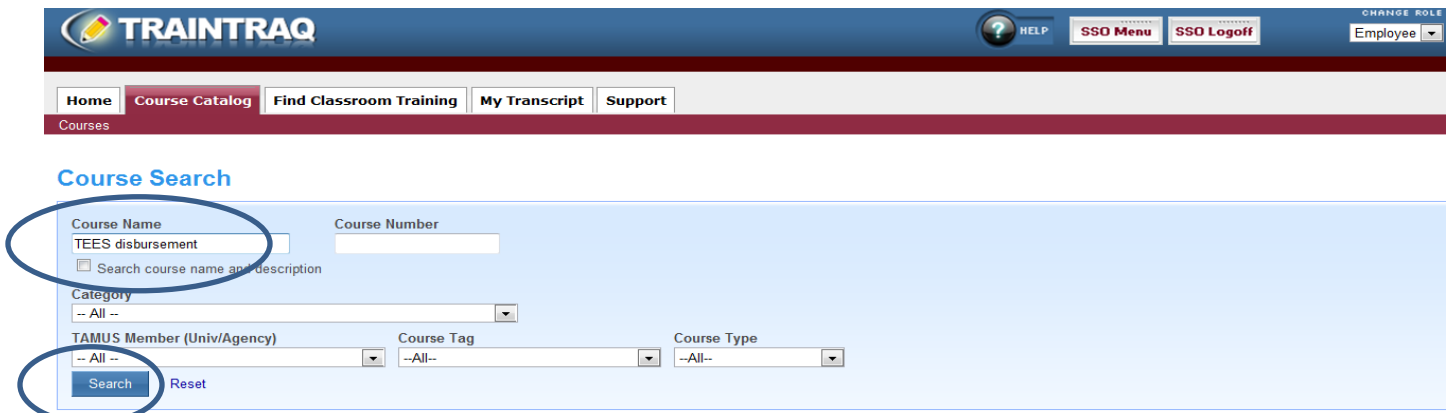 TRAINTRAQ
? HELP SSO Menu SSO Logoff
CHANGE ROLE
Employee
Home Course Catalog Find Classroom Training My Transcript Support
Courses
Course Search
Course Name Course Number
TEES disbursement
Search course name and description
Category
-- All --
TAMUS Member (Univ/Agency) Course Tag Course Type
-- All -- --All-- --All--
Search Reset